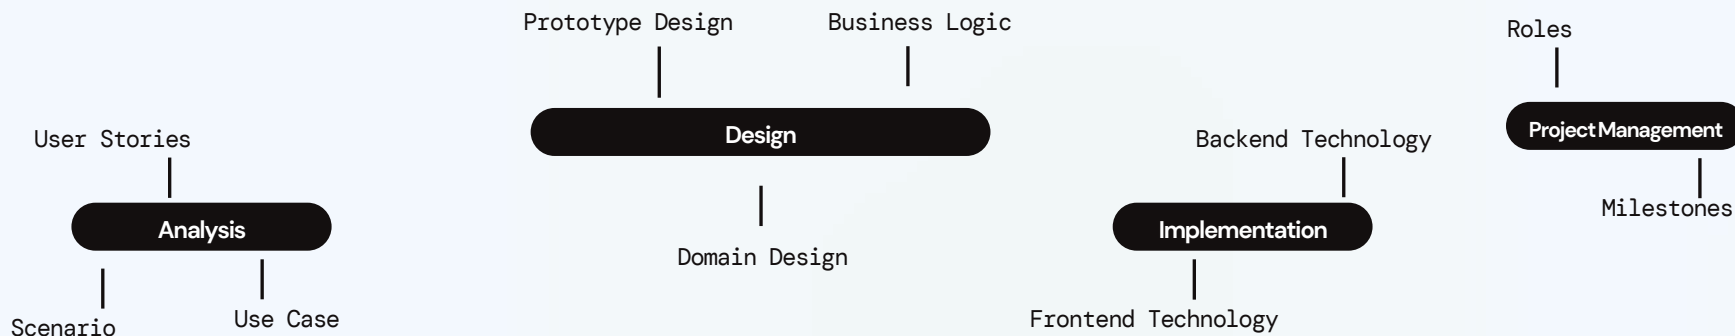 User Stories
Analysis
Scenario
Use Case
Prototype Design
Business Logic
Design
Domain Design
Backend Technology
Implementation
Frontend Technology
Roles
Project Management
Milestones